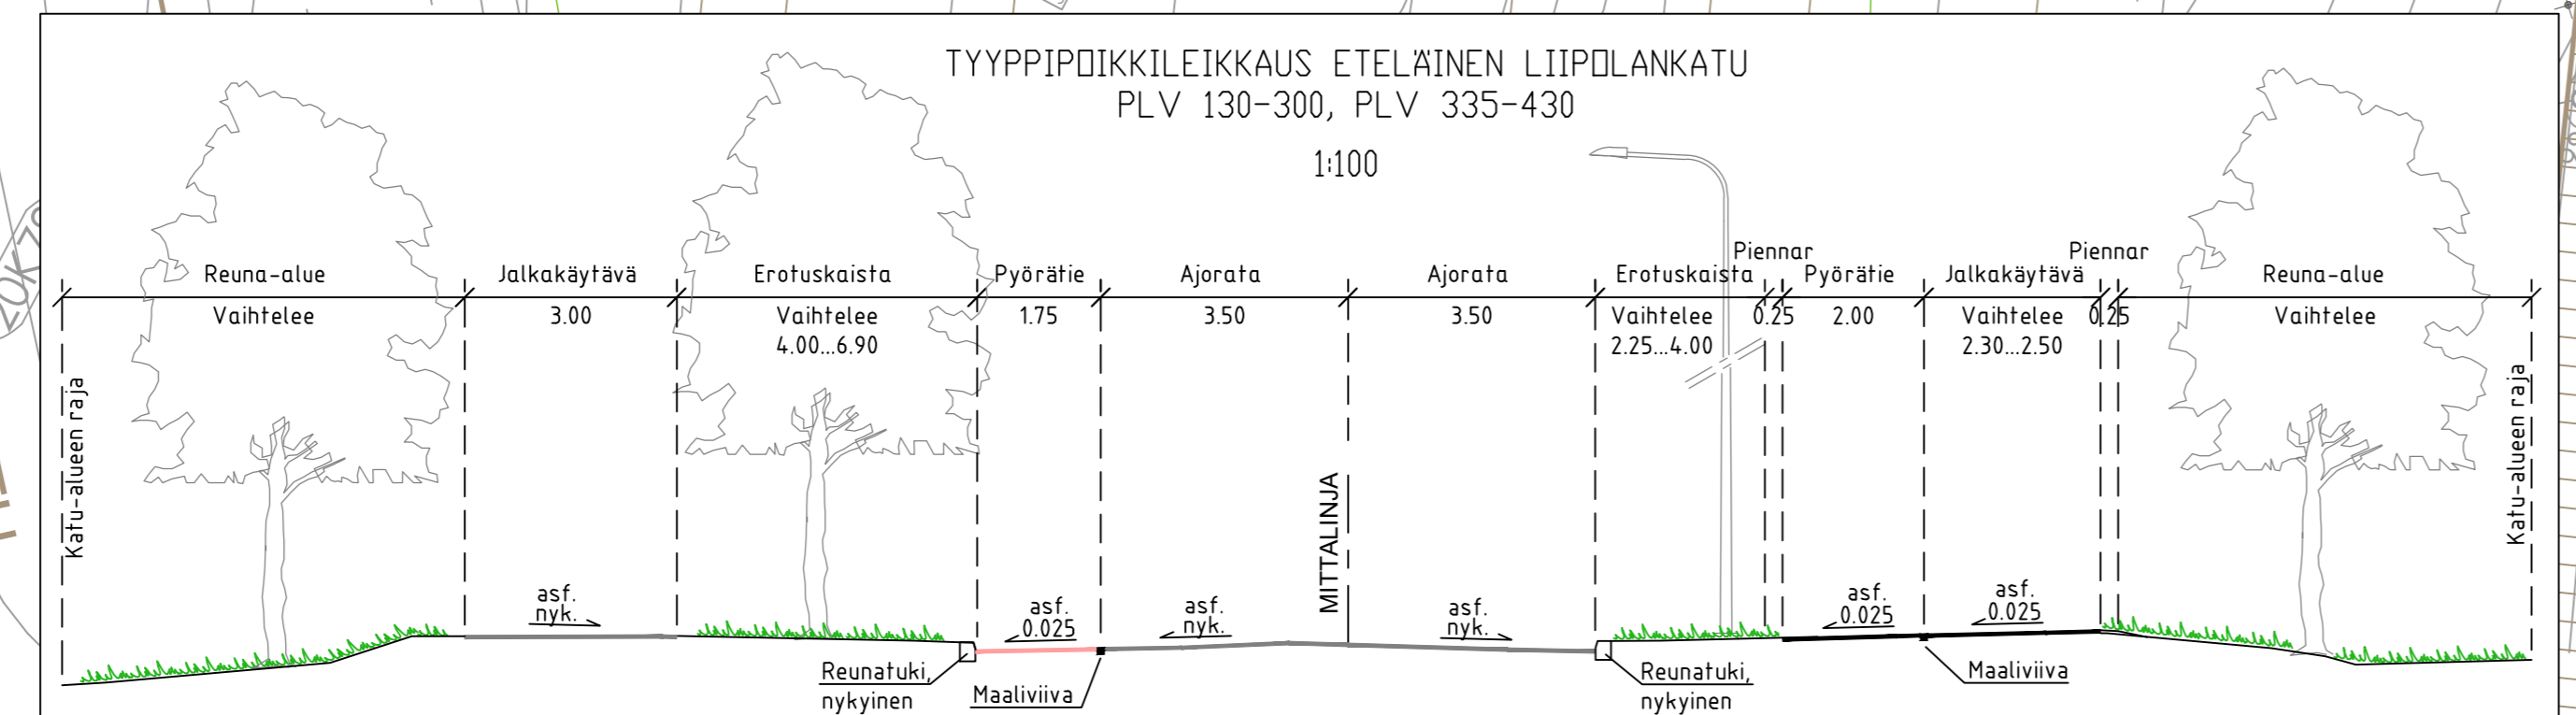 TYYPPIPOIKKILEIKKAUS ETELÄINEN LIIPOLANKATU
PLV 130-300, PLV 335-430
1:100
20K7
Piennar
Piennar
Reuna-alue
Jalkakäytävä
Erotuskaista
Pyörätie
Ajorata
Ajorata
Erotuskaista
Pyörätie
Jalkakäytävä
Reuna-alue
Vaihtelee
3.00
Vaihtelee
4.00...6.90
1.75
3.50
3.50
Vaihtelee
2.25...4.00
0.25
2.00
Vaihtelee
2.30...2.50
0.25
Vaihtelee
Katu-alueen raja
MITTALINJA
Katu-alueen raja
asf.
nyk.
asf.
0.025
asf.
nyk.
asf.
nyk.
asf.
0.025
asf.
0.025
Reunatuki,
nykyinen
Maaliviiva
Reunatuki,
nykyinen
Maaliviiva